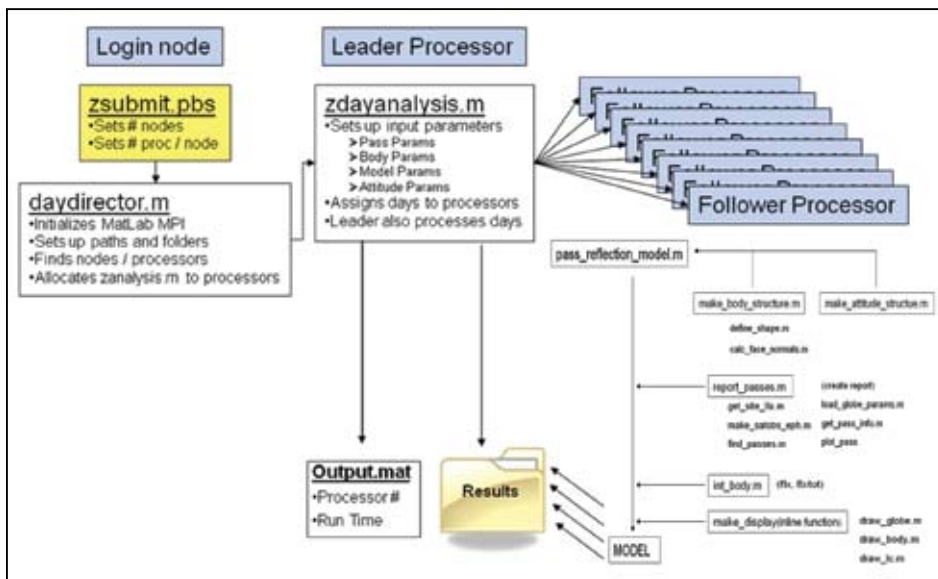 Login node
zsubmit.pbs
•Sets # nodes
•Sets # proc / node
daydirector.m
•Initializes MatLab MPI
•Sets up paths and folders
•Finds nodes / processors
•Allocates zanalysis.m to processors
Leader Processor
zdayanalysis.m
•Sets up input parameters
➢Pass Params
➢Body Params
➢Model Params
➢Attitude Params
•Assigns days to processors
•Leader also processes days
Follower Processor
pass_reflection_model.m
make_body_structure.m
define_shape.m
calc_face_normals.m
make_attitude_structue.m
report_passes.m
(create report)
get_site_lla.m
load_globe_params.m
make_satobs_eph.m
get_pass_info.m
find_passes.m
plot_pass
int_body.m
make_display(inline function)
draw_globe.m
draw_body.m
draw_lc.m
MODEL
Output.mat
•Processor #
•Run Time
Results